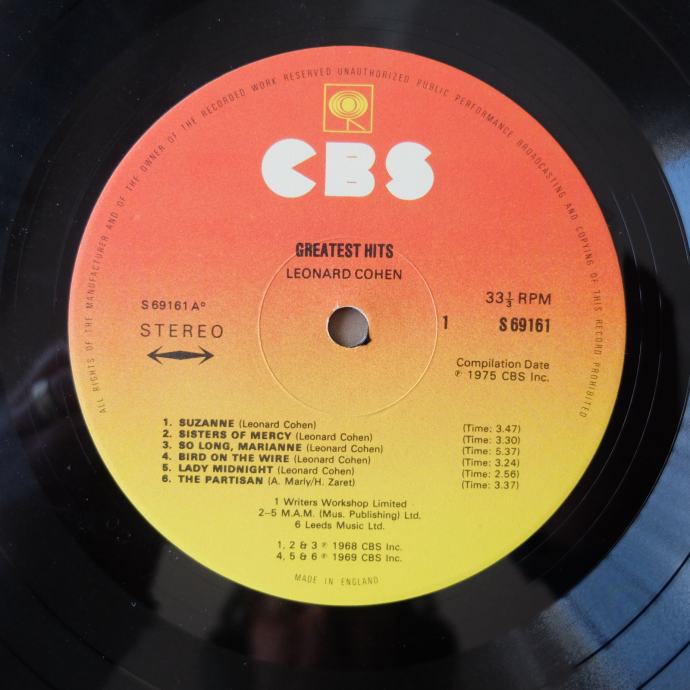 ALL RIGHTS OF THE MANUFACTURER AND OF THE OWNER OF THE RECORDED WORK RESERVED UNAUTHORIZED PUBLIC PERFORMANCE BROADCASTING AND COPYING OF THIS RECORD PROHIBITED
CBS
GREATEST HITS
LEONARD COHEN
S 69161 Aº
STEREO
33⅓ RPM
1 S 69161
Compilation Date
℗ 1975 CBS Inc.
1. SUZANNE (Leonard Cohen) (Time: 3.47)
2. SISTERS OF MERCY (Leonard Cohen) (Time: 3.30)
3. SO LONG, MARIANNE (Leonard Cohen) (Time: 5.37)
4. BIRD ON THE WIRE (Leonard Cohen) (Time: 3.24)
5. LADY MIDNIGHT (Leonard Cohen) (Time: 2.56)
6. THE PARTISAN (A. Marly/H. Zaret) (Time: 3.37)
1 Writers Workshop Limited
2–5 M.A.M. (Mus. Publishing) Ltd.
6 Leeds Music Ltd.
1, 2 & 3 ℗ 1968 CBS Inc.
4, 5 & 6 ℗ 1969 CBS Inc.
MADE IN ENGLAND